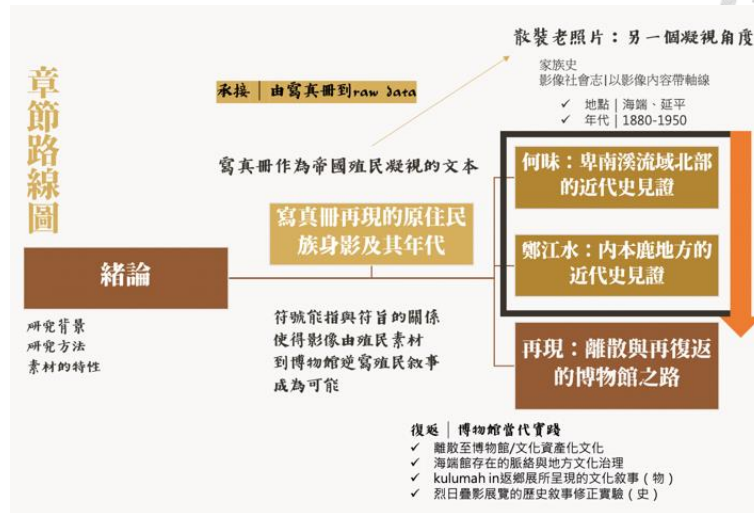 散裝老照片：另一個凝視角度
家族史
影像社會志|以影像內容帶軸線
✓ 地點|海端、延平
✓ 年代|1880-1950
章節路線圖
承接|由寫真冊到raw data
寫真冊作為帝國殖民凝視的文本
何味：卑南溪流域北部
的近代史見證
寫真冊再現的原住民
族身影及其年代
鄭江水：內本鹿地方的
近代史見證
緒論
研究背景
研究方法
素材的特性
符號能指與符旨的關係
使得影像由殖民素材
到博物館逆寫殖民敘事
成為可能
再現：離散與再復返
的博物館之路
復返|博物館當代實踐
✓ 離散至博物館/文化資產化文化
✓ 海端館存在的脈絡與地方文化治理
✓ kulumah in返鄉展所呈現的文化敘事（物）
✓ 烈日疊影展覽的歷史敘事修正實驗（史）